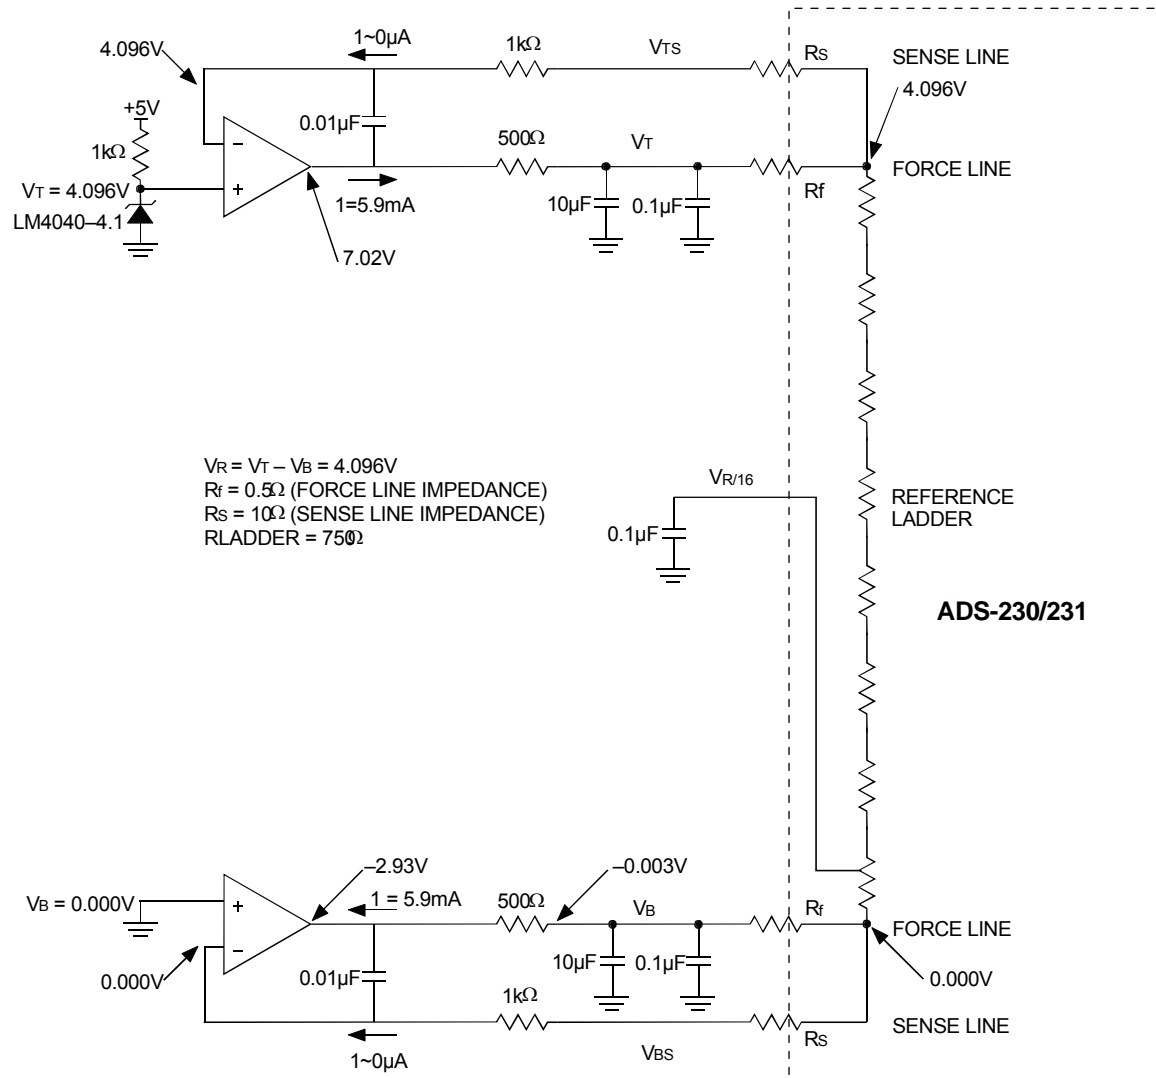 1~0µA
4.096V
1kΩ
VTS
RS
SENSE LINE
4.096V
+5V
0.01µF
500Ω
VT
1kΩ
–
+
VT = 4.096V
LM4040–4.1
1=5.9mA
7.02V
10µF
0.1µF
Rf
FORCE LINE
VR = VT – VB = 4.096V
Rf = 0.5Ω (FORCE LINE IMPEDANCE)
RS = 10Ω (SENSE LINE IMPEDANCE)
RLADDER = 750Ω
VR/16
0.1µF
REFERENCE
LADDER
ADS-230/231
–2.93V
–0.003V
1 = 5.9mA
VB = 0.000V
+
–
500Ω
VB
Rf
FORCE LINE
0.000V
0.01µF
10µF
0.1µF
0.000V
1kΩ
RS
SENSE LINE
VBS
1~0µA